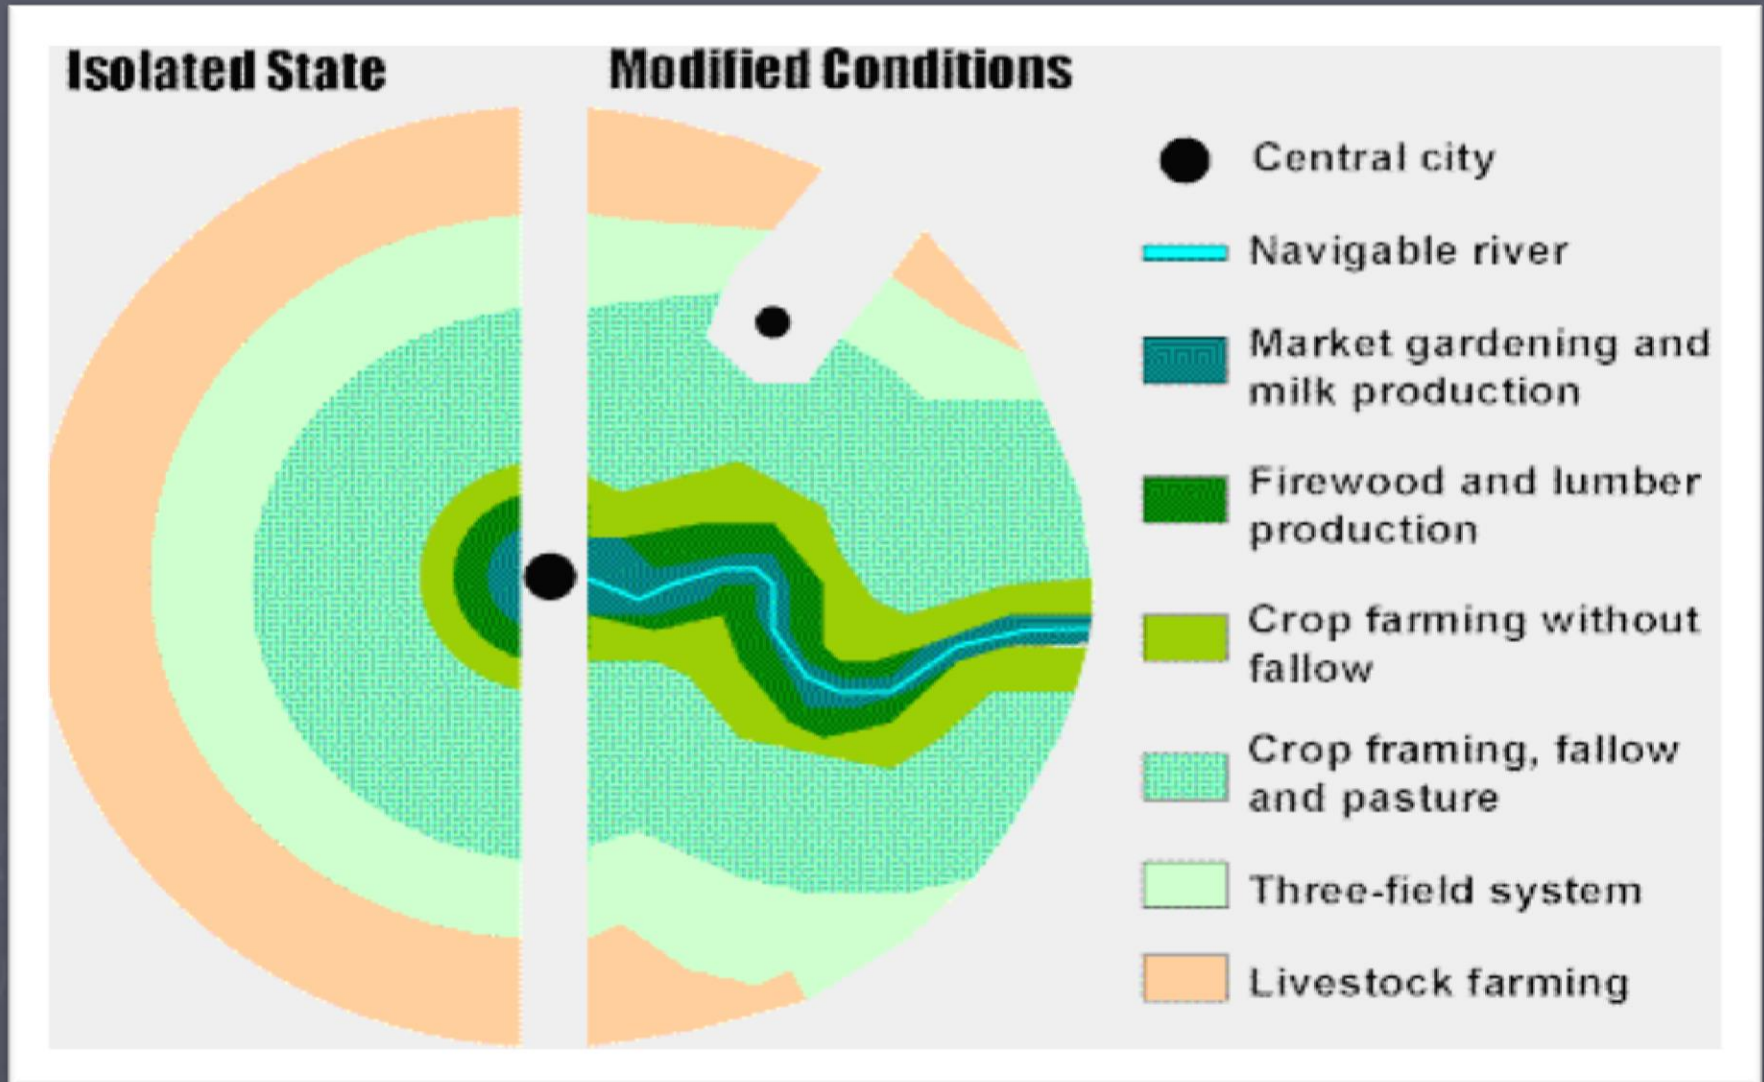 Isolated State
Modified Conditions
Central city
Navigable river
Market gardening and
milk production
Firewood and lumber
production
Crop farming without
fallow
Crop framing, fallow
and pasture
Three-field system
Livestock farming